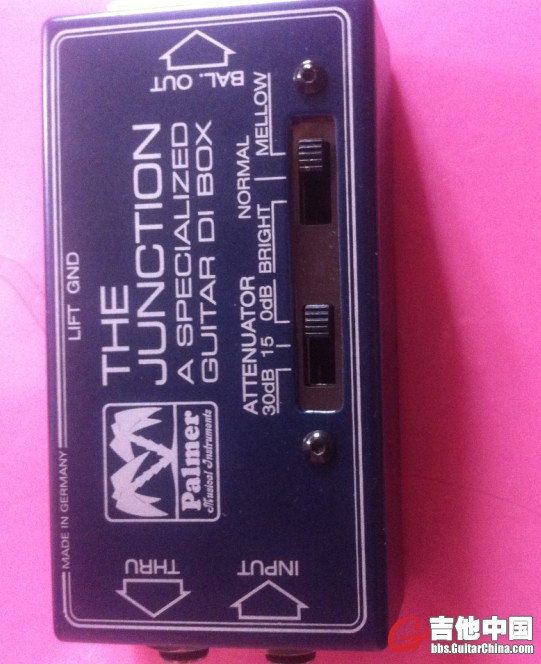 MADE IN GERMANY
LIFT GND
THRU
INPUT
Palmer
Musical Instruments
THE
JUNCTION
A SPECIALIZED
GUITAR DI BOX
BAL. OUT
ATTENUATOR
30dB 15 0dB
BRIGHT NORMAL MELLOW
吉他中国
bbs.GuitarChina.com